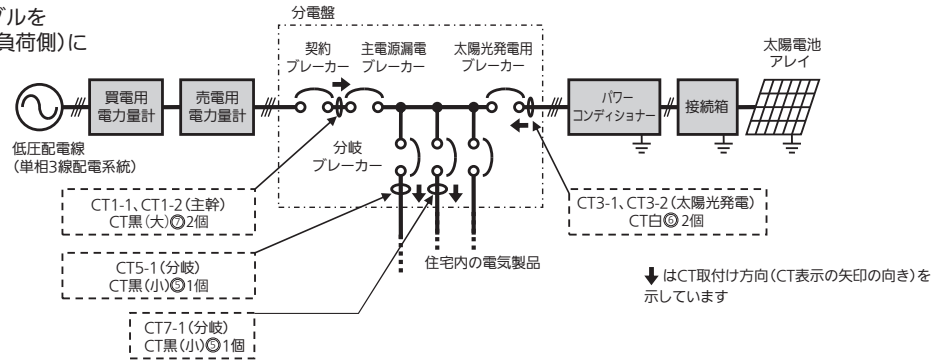 ブルを
負荷側)に
分電盤
契約
ブレーカー
主電源漏電
ブレーカー
太陽光発電用
ブレーカー
太陽電池
アレイ
買電用
電力量計
売電用
電力量計
パワー
コンディショナー
接続箱
低圧配電線
(単相3線配電系統)
分岐
ブレーカー
CT1-1、CT1-2(主幹)
CT黒(大)⑦2個
CT3-1、CT3-2(太陽光発電)
CT白⑥2個
CT5-1(分岐)
CT黒(小)⑤1個
住宅内の電気製品
CT7-1(分岐)
CT黒(小)⑤1個
はCT取付け方向(CT表示の矢印の向き)を
示しています